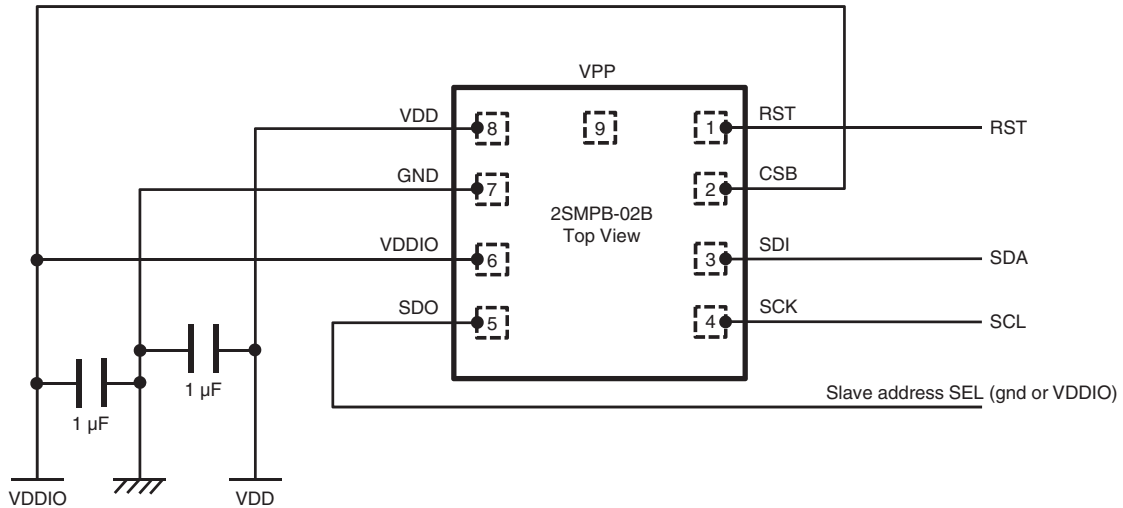 VPP
VDD
8
9
1
RST
RST
GND
7
2
CSB
2SMPB-02B
Top View
VDDIO
6
3
SDI
SDA
SDO
5
4
SCK
SCL
1 µF
Slave address SEL (gnd or VDDIO)
1 µF
VDDIO
VDD